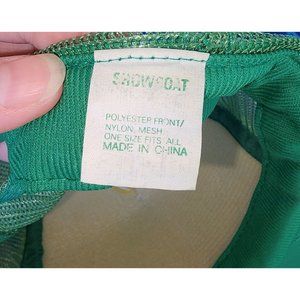 SHOWBOAT
POLYESTER FRONT/
NYLON MESH
ONE SIZE FITS ALL
MADE IN CHINA